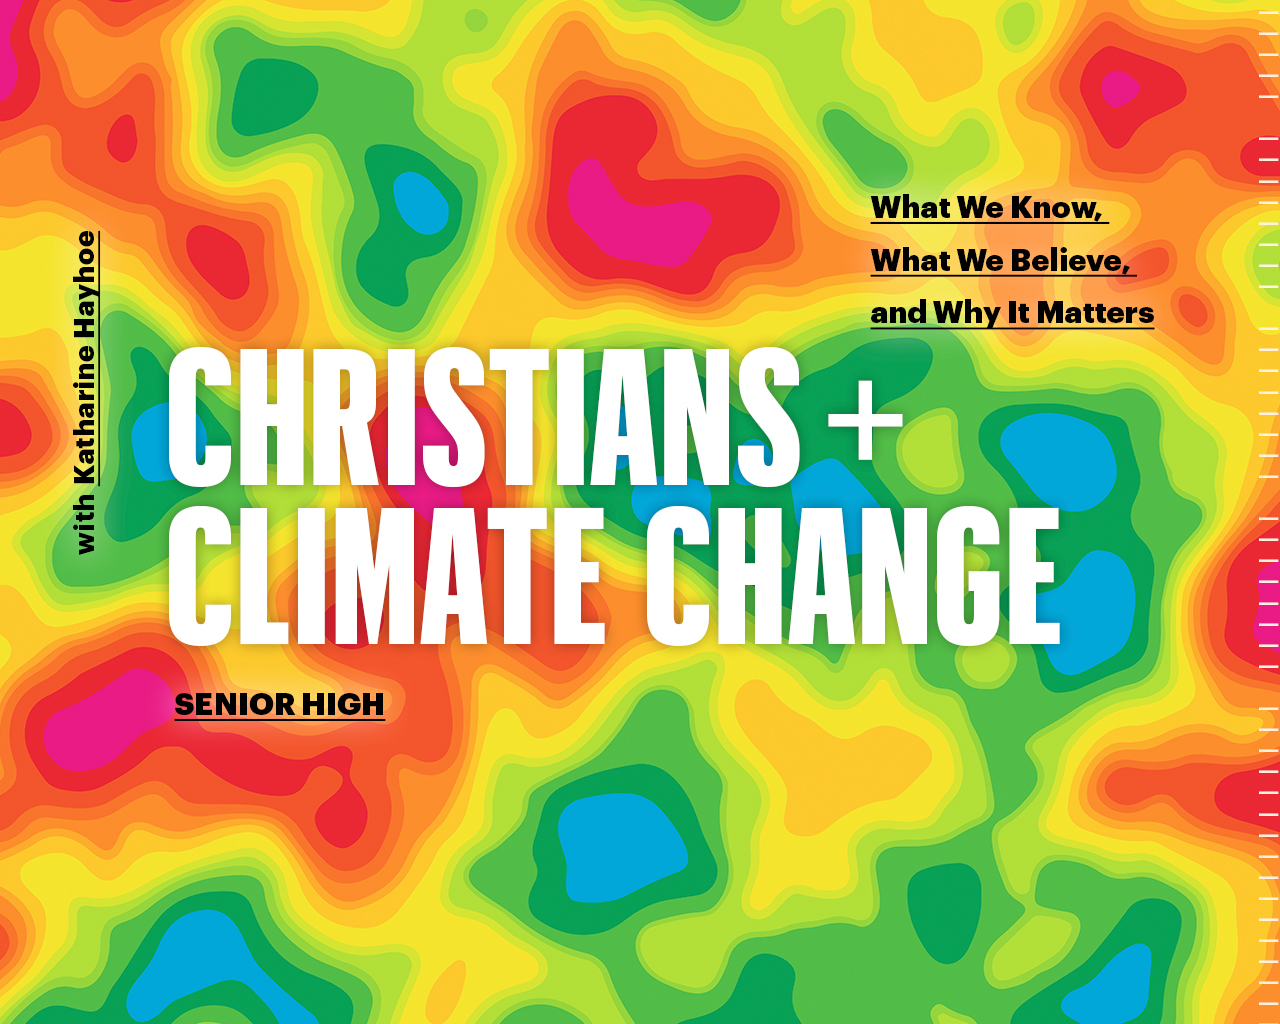 What We Know,
What We Believe,
and Why It Matters
with Katharine Hayhoe
CHRISTIANS +
CLIMATE CHANGE
SENIOR HIGH